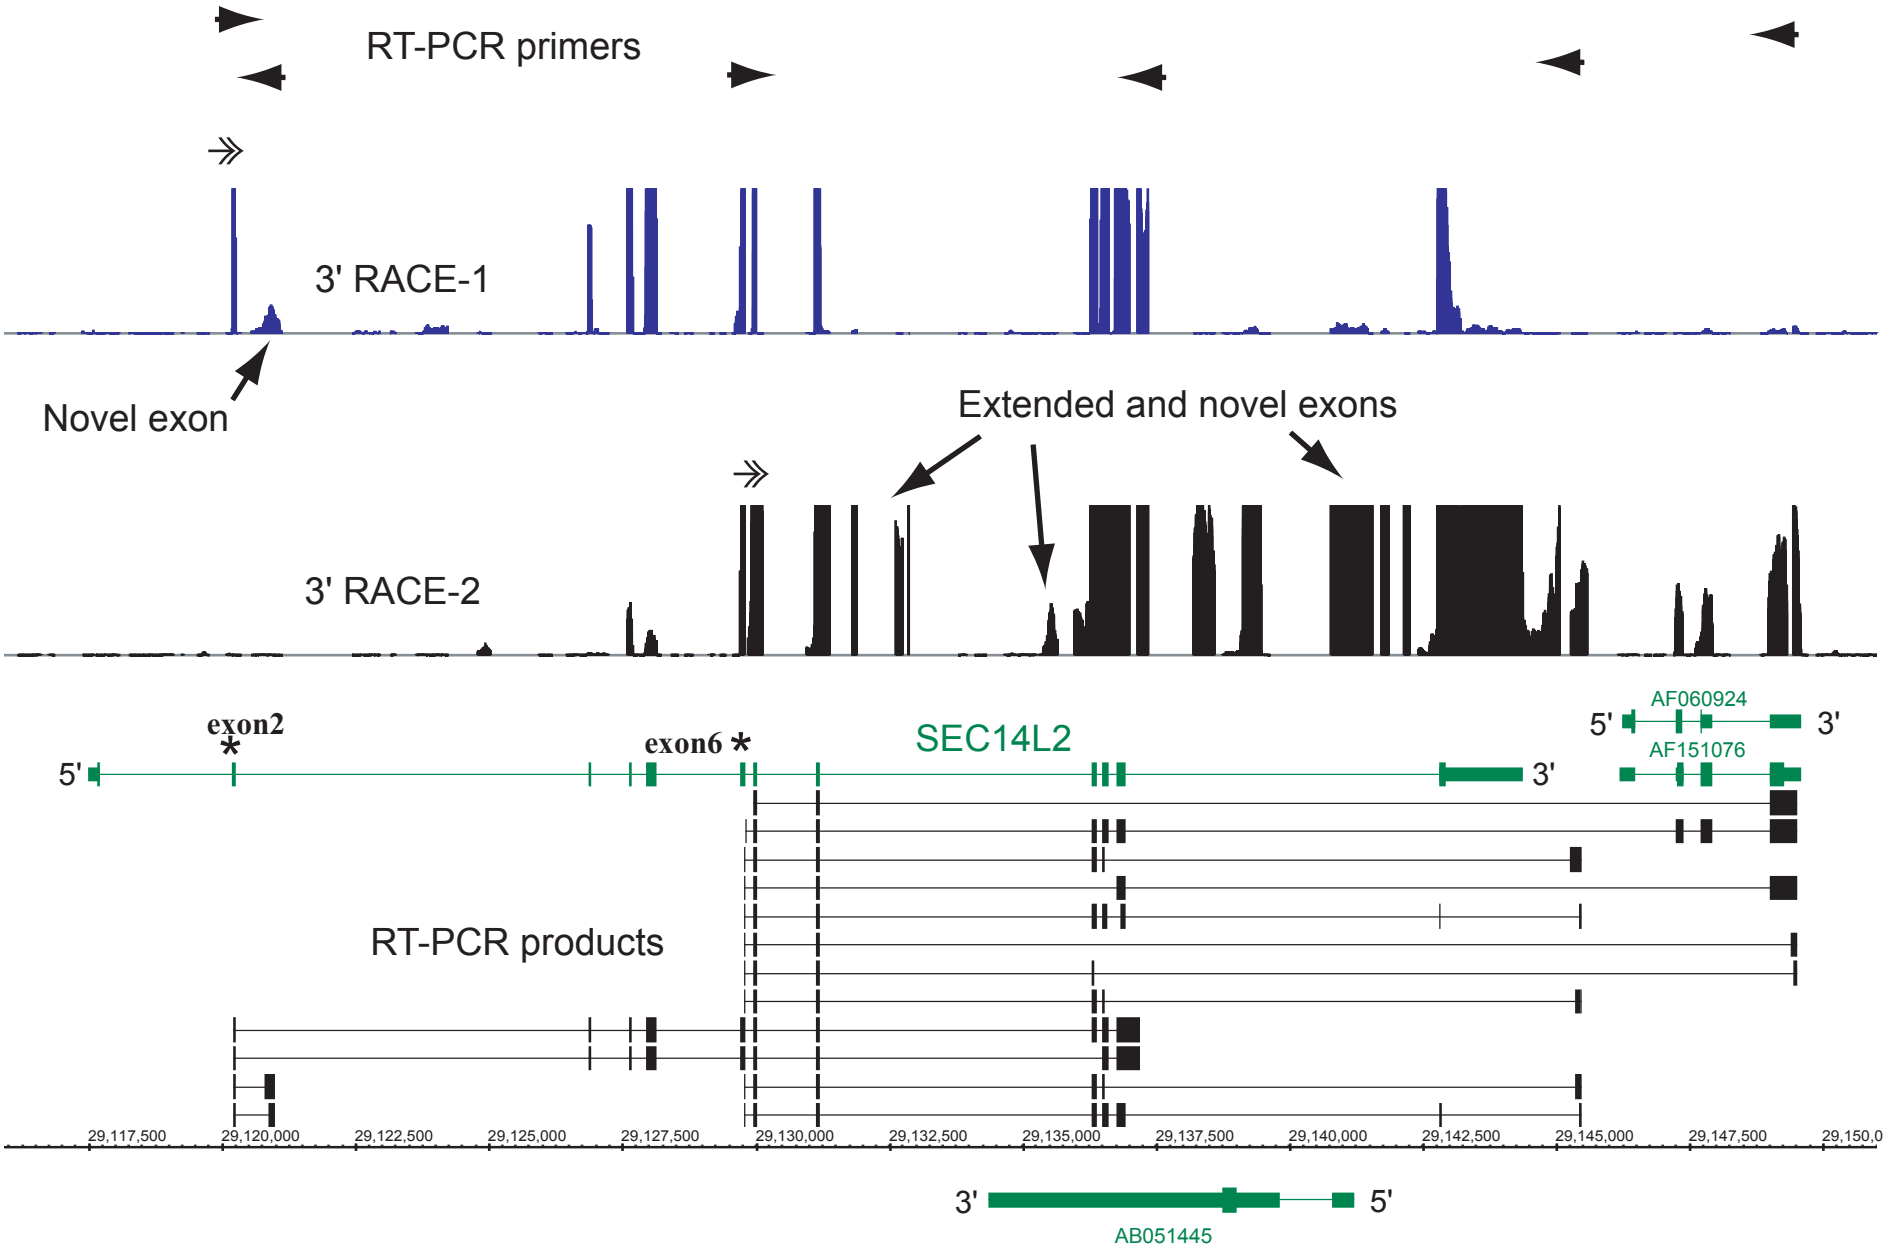 RT-PCR primers
3' RACE-1
Novel exon
Extended and novel exons
3' RACE-2
exon2
*
exon6 *
SEC14L2
AF060924
5' 3'
AF151076
5' 3'
RT-PCR products
29,117,500 29,120,000 29,122,500 29,125,000 29,127,500 29,130,000 29,132,500 29,135,000 29,137,500 29,140,000 29,142,500 29,145,000 29,147,500 29,150,0
3' 5'
AB051445